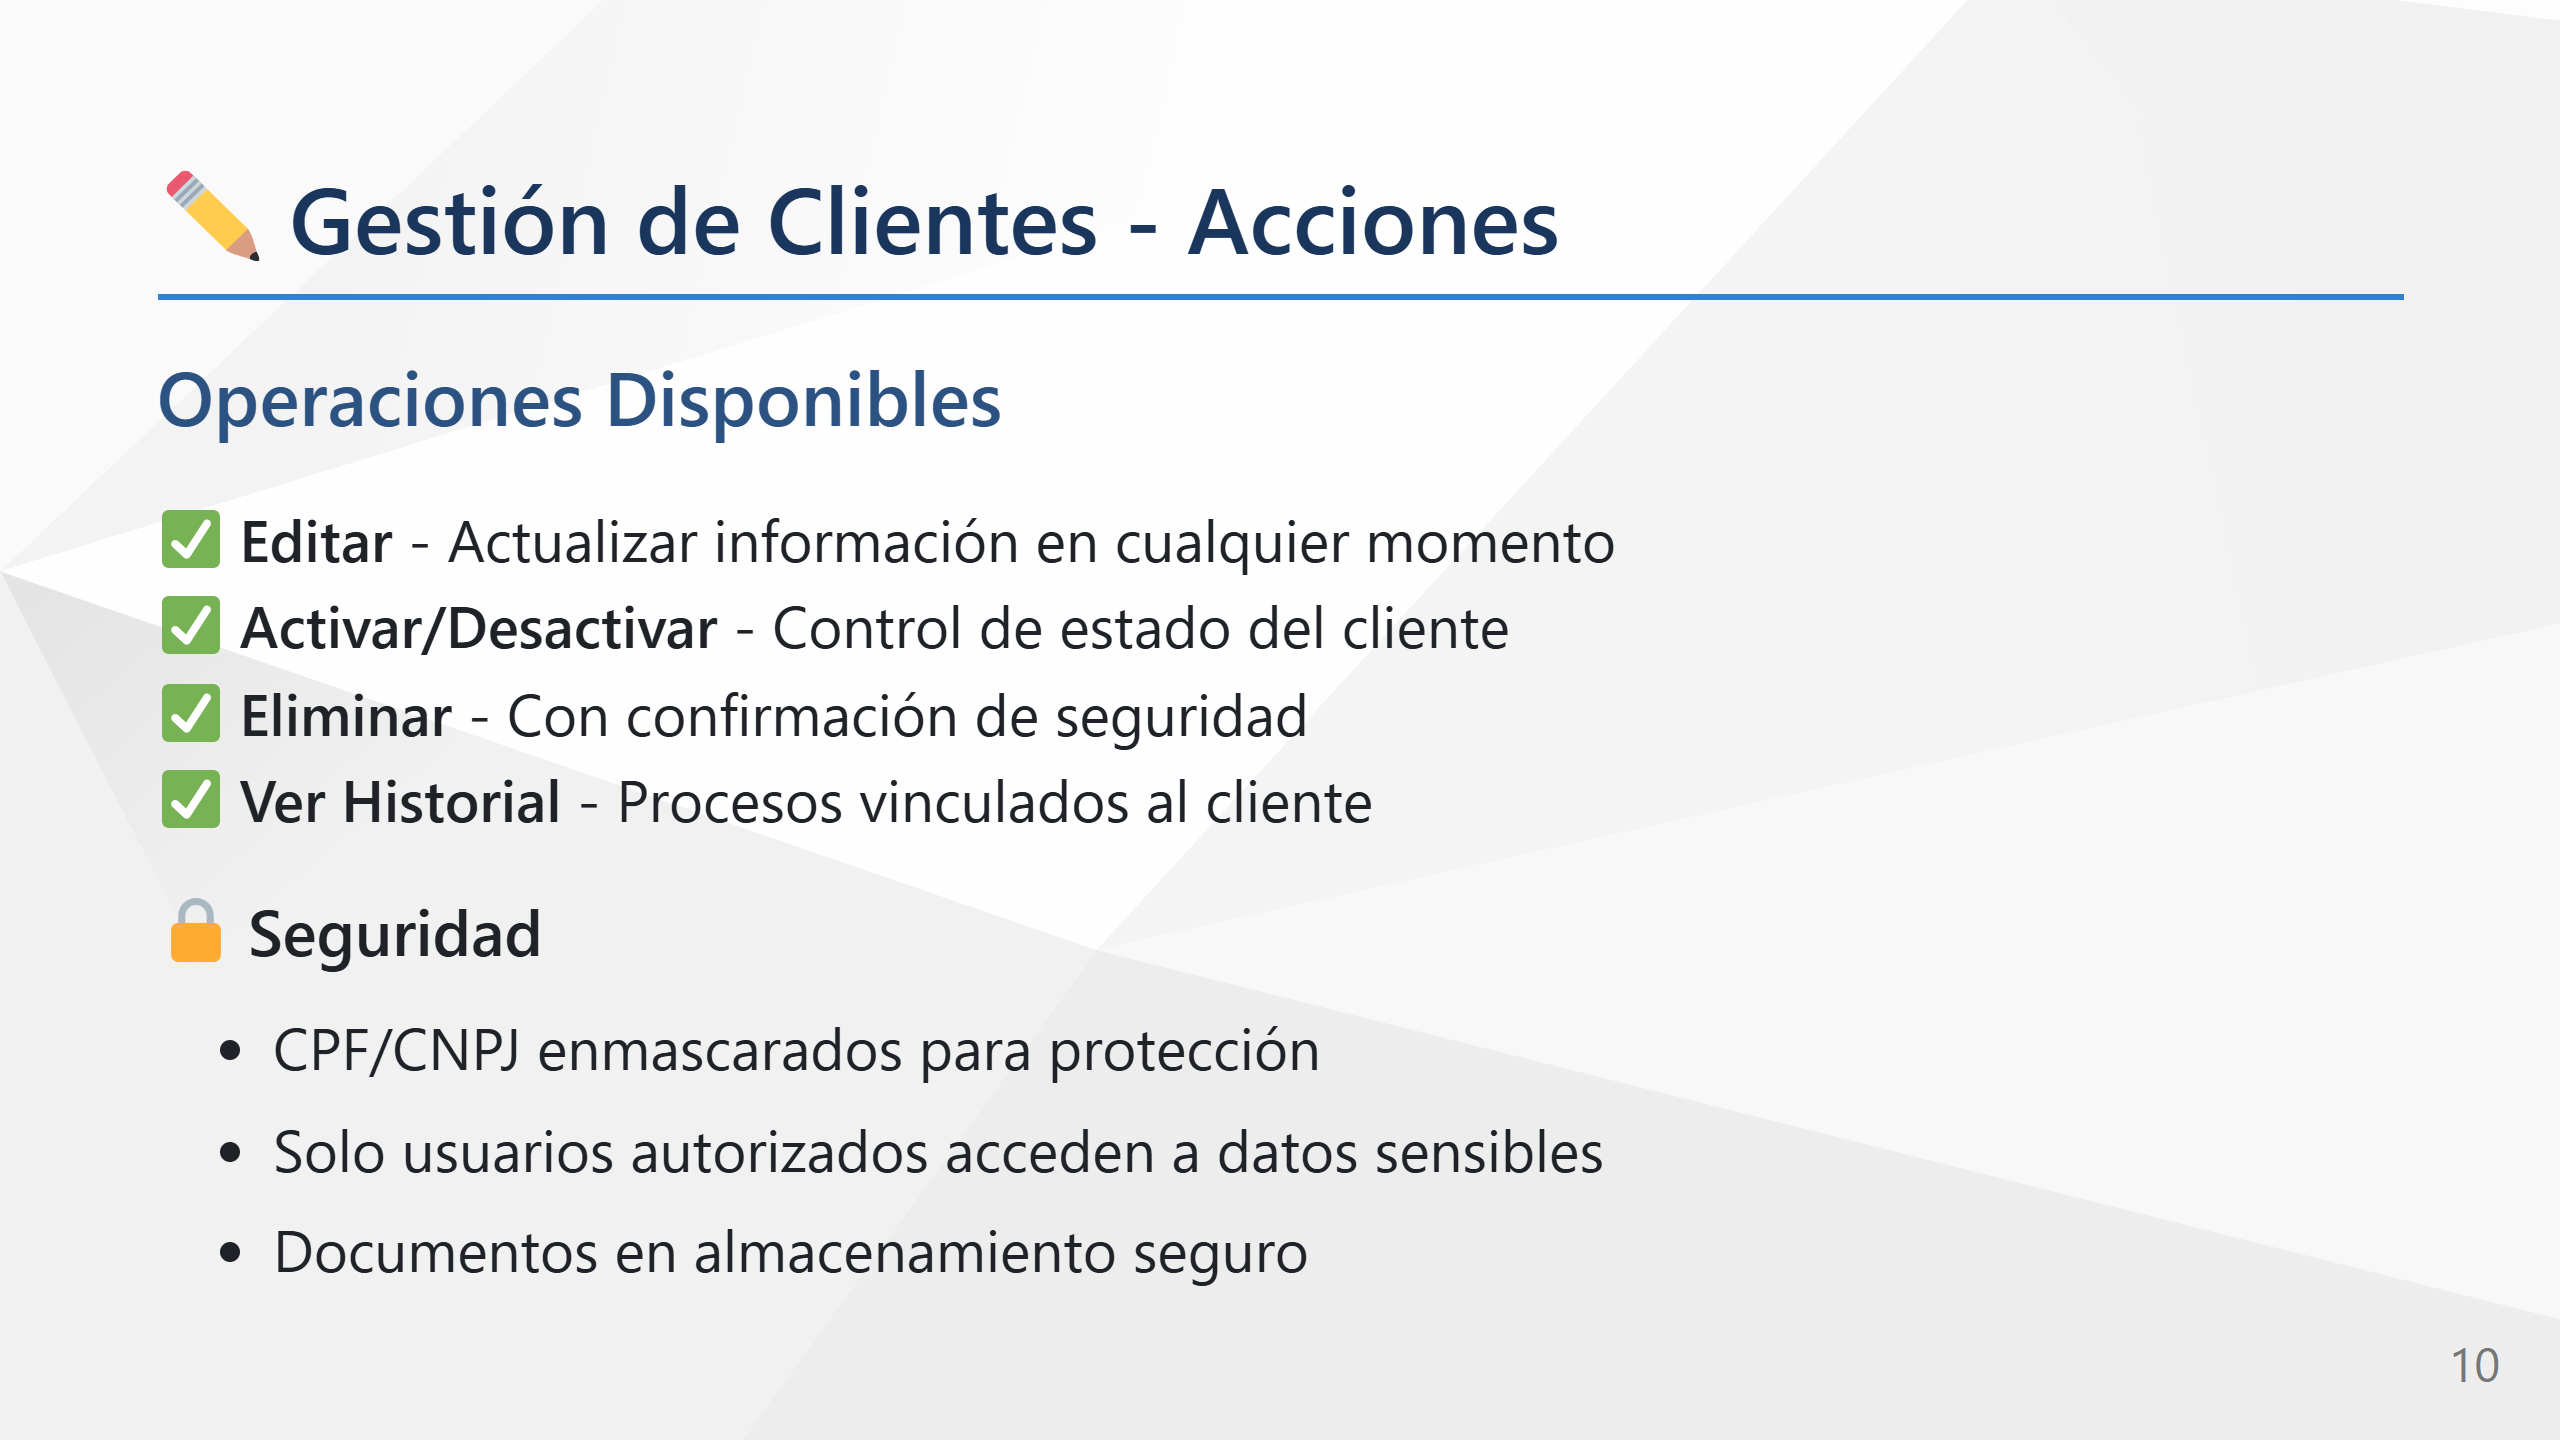 Gestión de Clientes - Acciones
Operaciones Disponibles
Editar - Actualizar información en cualquier momento
Activar/Desactivar - Control de estado del cliente
Eliminar - Con confirmación de seguridad
Ver Historial - Procesos vinculados al cliente
Seguridad
• CPF/CNPJ enmascarados para protección
• Solo usuarios autorizados acceden a datos sensibles
• Documentos en almacenamiento seguro
10